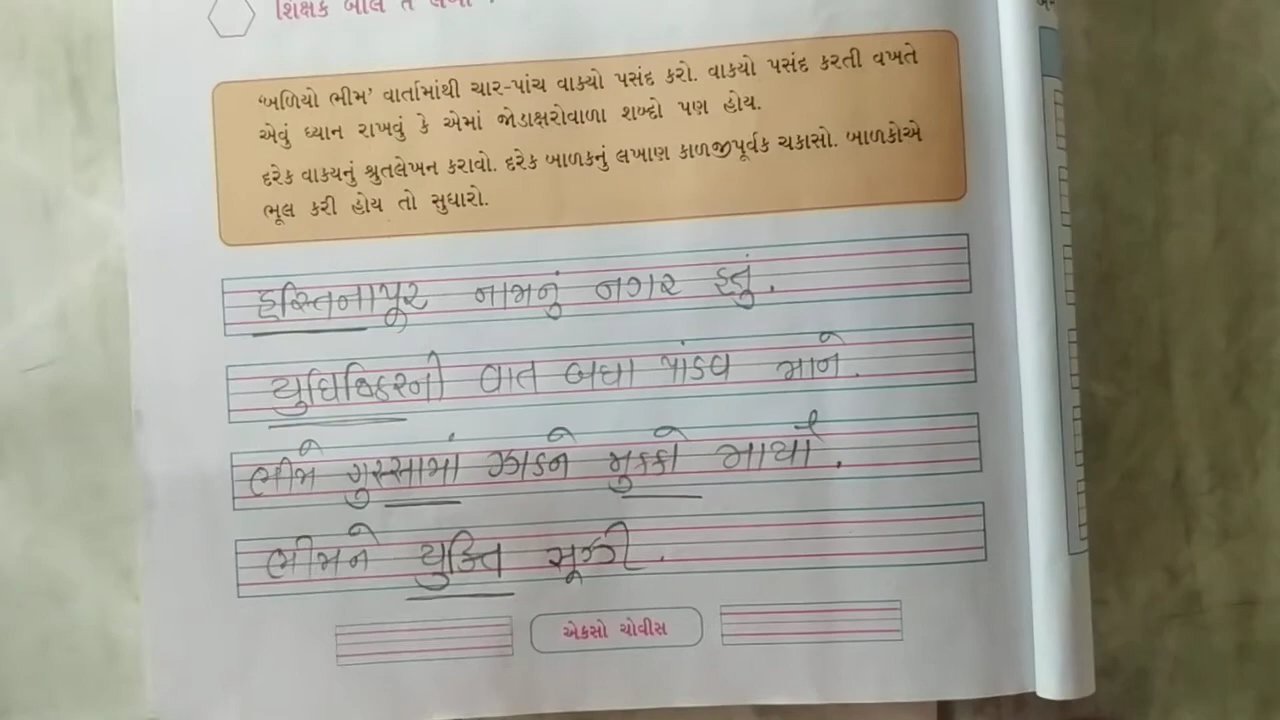 શિક્ષક બોલે તે લખો :
'બળિયો ભીમ' વાર્તામાંથી ચાર-પાંચ વાક્યો પસંદ કરો. વાક્યો પસંદ કરતી વખતે
એવું ધ્યાન રાખવું કે એમાં જોડાક્ષરોવાળા શબ્દો પણ હોય.
દરેક વાક્યનું શ્રુતલેખન કરાવો. દરેક બાળકનું લખાણ કાળજીપૂર્વક ચકાસો. બાળકોએ
ભૂલ કરી હોય તો સુધારો.
હસ્તિનાપૂર નામનું નગર હતું.
યુધિષ્ઠિરની વાત બધા પાંડવ માને.
ભીમે ગુસ્સામાં ઝાડને મુક્કો માર્યો.
ભીમને યુક્તિ સૂઝી.
એકસો ચોવીસ